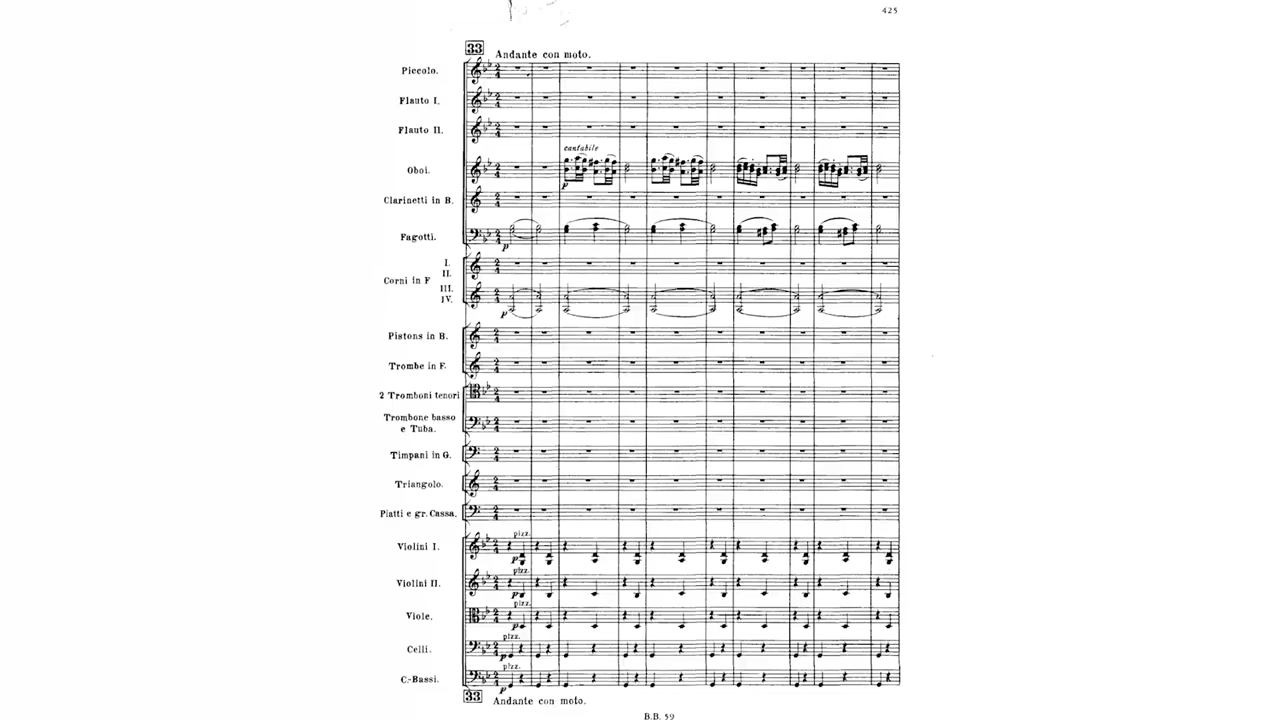 425
33 Andante con moto.
Piccolo.
Flauto I.
Flauto II.
cantabile
Oboi.
p
Clarinetti in B.
Fagotti.
p
I.
II.
Corni in F
III.
IV.
p
Pistons in B.
Trombe in F.
2 Tromboni tenori
Trombone basso
e Tuba.
Timpani in G.
Triangolo.
Piatti e gr. Cassa.
pizz.
Violini I.
p
pizz.
Violini II.
p
pizz.
Viole.
p
pizz.
Celli.
p
pizz.
C.-Bassi.
p
33 Andante con moto.
B.B. 59